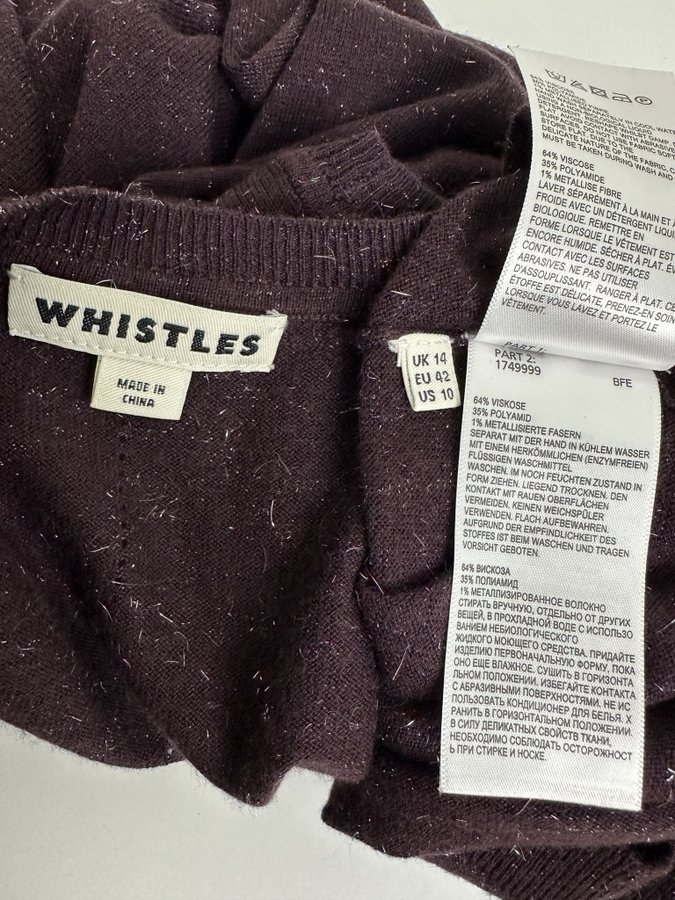 WHISTLES
MADE IN
CHINA
UK 14
EU 42
US 10
64% VISCOSE
35% POLYAMIDE
1% METALLISE FIBRE
LAVER SÉPARÉMENT À LA MAIN ET À
FROIDE AVEC UN DÉTERGENT LIQUI
BIOLOGIQUE. REMETTRE EN
FORME LORSQUE LE VÊTEMENT EST
ENCORE HUMIDE. SÉCHER À PLAT. ÉV
CONTACT AVEC LES SURFACES
ABRASIVES. NE PAS UTILISER
D'ASSOUPLISSANT. RANGER À PLAT. CE
ÉTOFFE EST DÉLICATE, PRENEZ-EN SOIN
LORSQUE VOUS LAVEZ ET PORTEZ LE
VÊTEMENT.
PART 1
PART 2:
1749999
BFE
64% VISKOSE
35% POLYAMID
1% METALLISIERTE FASERN
SEPARAT MIT DER HAND IN KÜHLEM WASSER
MIT EINEM HERKÖMMLICHEN (ENZYMFREIEN)
FLÜSSIGEN WASCHMITTEL
WASCHEN. IM NOCH FEUCHTEN ZUSTAND IN
FORM ZIEHEN. LIEGEND TROCKNEN. DEN
KONTAKT MIT RAUEN OBERFLÄCHEN
VERMEIDEN. KEINEN WEICHSPÜLER
VERWENDEN. FLACH AUFBEWAHREN.
AUFGRUND DER EMPFINDLICHKEIT DES
STOFFES IST BEIM WASCHEN UND TRAGEN
VORSICHT GEBOTEN.
64% ВИСКОЗА
35% ПОЛИАМИД
1% МЕТАЛЛИЗИРОВАННОЕ ВОЛОКНО
СТИРАТЬ ВРУЧНУЮ, ОТДЕЛЬНО ОТ ДРУГИХ
ВЕЩЕЙ, В ПРОХЛАДНОЙ ВОДЕ С ИСПОЛЬЗО
ВАНИЕМ НЕБИОЛОГИЧЕСКОГО
ЖИДКОГО МОЮЩЕГО СРЕДСТВА. ПРИДАЙТЕ
ИЗДЕЛИЮ ПЕРВОНАЧАЛЬНУЮ ФОРМУ, ПОКА
ОНО ЕЩЕ ВЛАЖНОЕ. СУШИТЬ В ГОРИЗОНТА
ЛЬНОМ ПОЛОЖЕНИИ. ИЗБЕГАЙТЕ КОНТАКТА
С АБРАЗИВНЫМИ ПОВЕРХНОСТЯМИ. НЕ ИС
ПОЛЬЗОВАТЬ КОНДИЦИОНЕР ДЛЯ БЕЛЬЯ. Х
РАНИТЬ В ГОРИЗОНТАЛЬНОМ ПОЛОЖЕНИИ.
В СИЛУ ДЕЛИКАТНЫХ СВОЙСТВ ТКАНИ,
НЕОБХОДИМО СОБЛЮДАТЬ ОСТОРОЖНОСТ
Ь ПРИ СТИРКЕ И НОСКЕ.